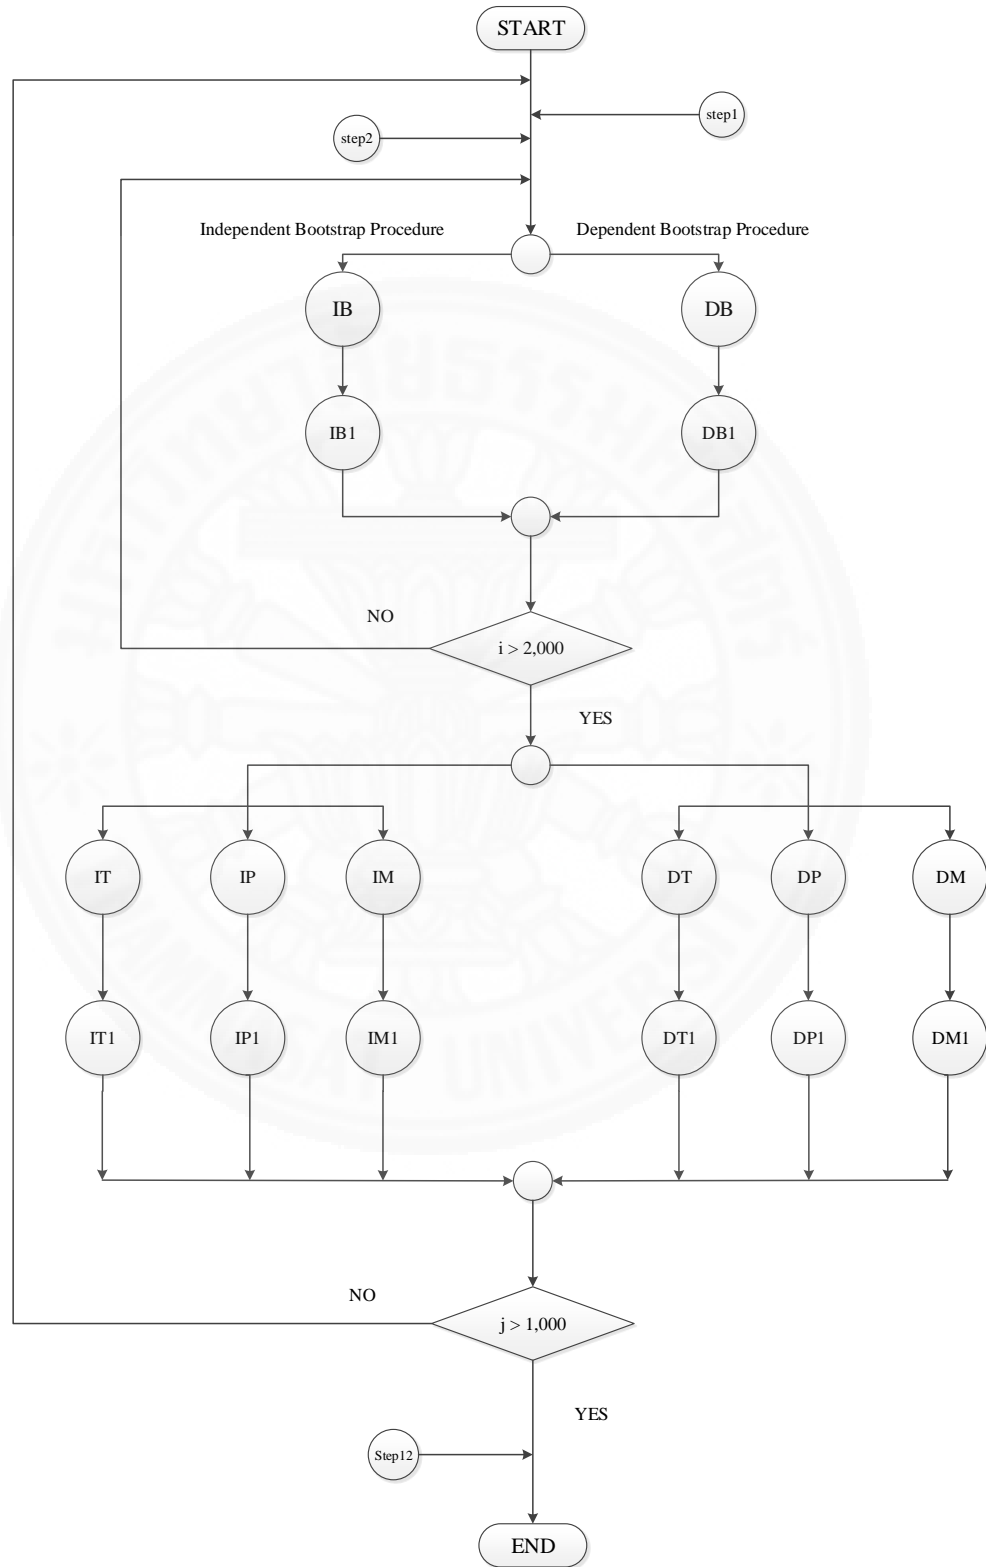 START
step1
step2
Independent Bootstrap Procedure
Dependent Bootstrap Procedure
IB
DB
IB1
DB1
NO
i > 2,000
YES
IT
IP
IM
DT
DP
DM
IT1
IP1
IM1
DT1
DP1
DM1
NO
j > 1,000
YES
Step12
END